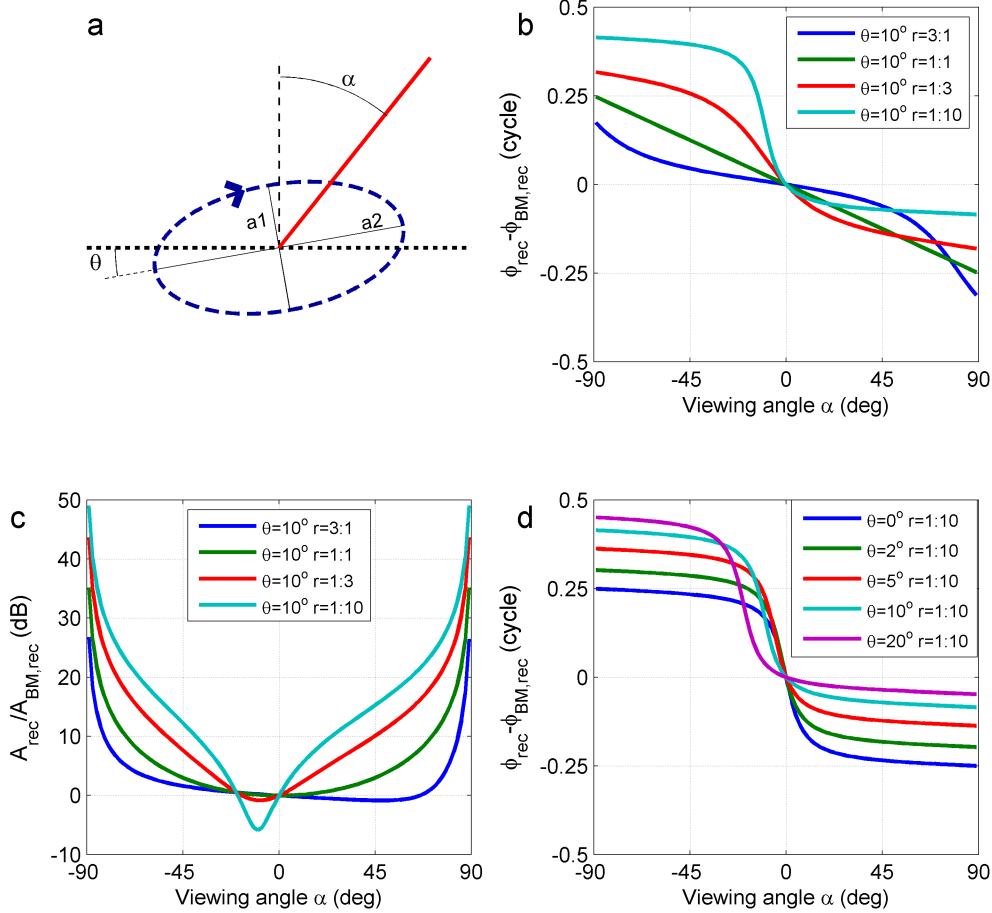 a
α
a1
a2
θ
b
ϕrec-ϕBM,rec (cycle)
0.5
0.25
0
-0.25
-0.5
θ=10° r=3:1
θ=10° r=1:1
θ=10° r=1:3
θ=10° r=1:10
-90
-45
0
45
90
Viewing angle α (deg)
c
Arec/ABM,rec (dB)
50
40
30
20
10
0
-10
θ=10° r=3:1
θ=10° r=1:1
θ=10° r=1:3
θ=10° r=1:10
-90
-45
0
45
90
Viewing angle α (deg)
d
ϕrec-ϕBM,rec (cycle)
0.5
0.25
0
-0.25
-0.5
θ=0° r=1:10
θ=2° r=1:10
θ=5° r=1:10
θ=10° r=1:10
θ=20° r=1:10
-90
-45
0
45
90
Viewing angle α (deg)